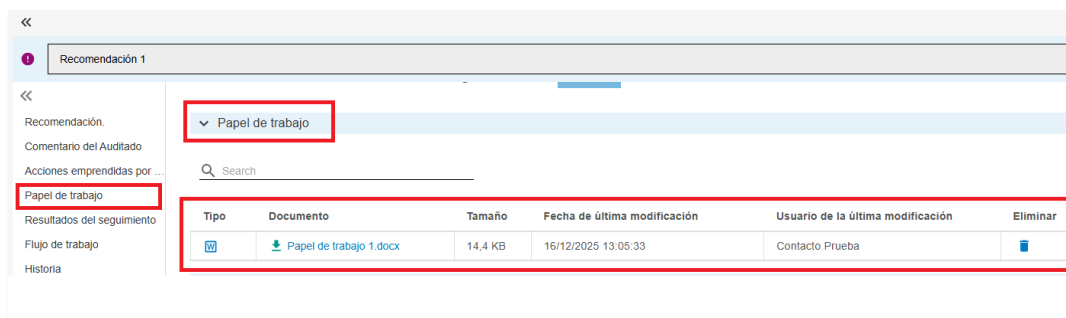 Recomendación 1
Recomendación.
Comentario del Auditado
Acciones emprendidas por ...
Papel de trabajo
Resultados del seguimiento
Flujo de trabajo
Historia
Papel de trabajo
Search
Tipo Documento Tamaño Fecha de última modificación Usuario de la última modificación Eliminar
W Papel de trabajo 1.docx 14,4 KB 16/12/2025 13:05:33 Contacto Prueba